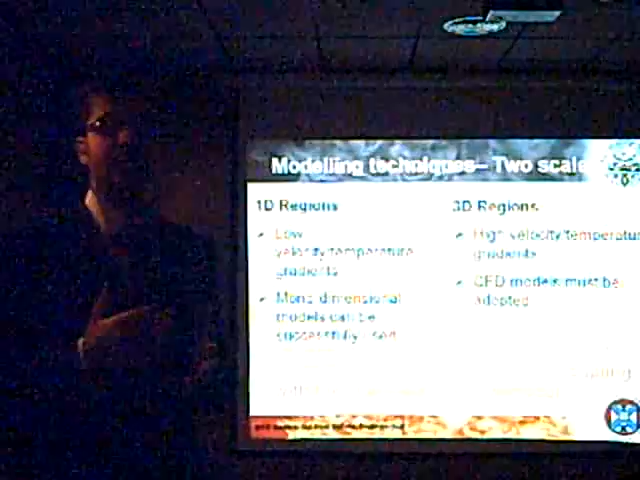 Modelling techniques– Two scale
1D Regions
3D Regions
✓ Low
velocity/temperature
gradients
✓ Mono dimensional
models can be
successfully used
✓ High velocity/temperatur
gradients
✓ CFD models must be
adopted